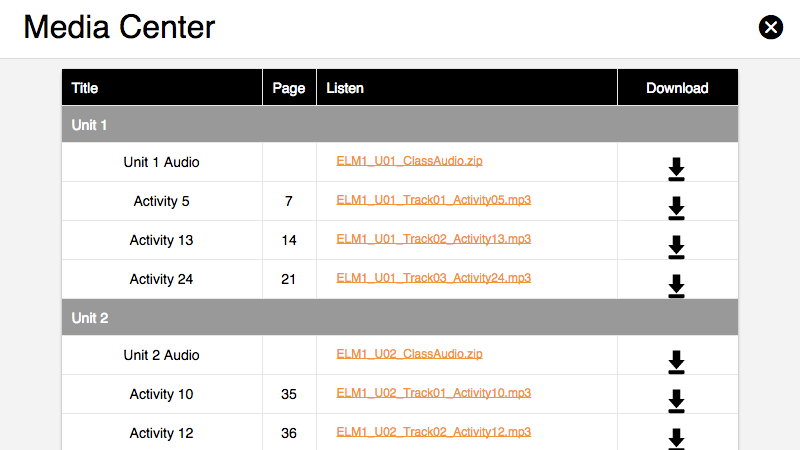 Media Center
Title Page Listen Download
Unit 1
Unit 1 Audio ELM1_U01_ClassAudio.zip
Activity 5 7 ELM1_U01_Track01_Activity05.mp3
Activity 13 14 ELM1_U01_Track02_Activity13.mp3
Activity 24 21 ELM1_U01_Track03_Activity24.mp3
Unit 2
Unit 2 Audio ELM1_U02_ClassAudio.zip
Activity 10 35 ELM1_U02_Track01_Activity10.mp3
Activity 12 36 ELM1_U02_Track02_Activity12.mp3